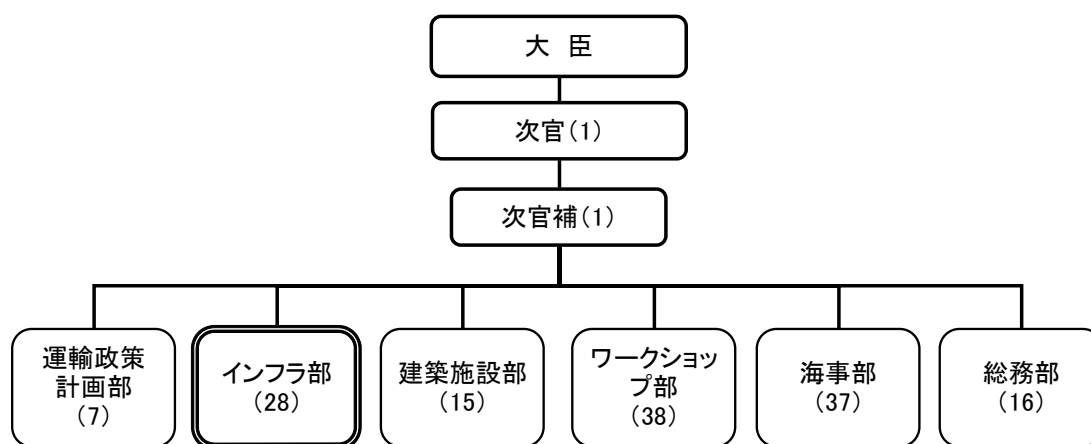 大 臣
次官(1)
次官補(1)
運輸政策
計画部
(7)
インフラ部
(28)
建築施設部
(15)
ワークショッ
プ部
(38)
海事部
(37)
総務部
(16)